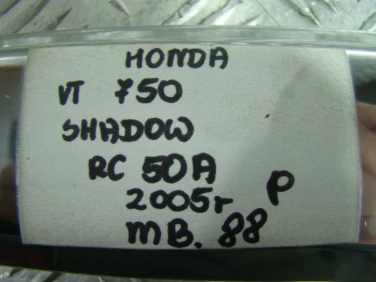 HONDA
VT 750
SHADOW
RC 50A
2005r P
MB. 88